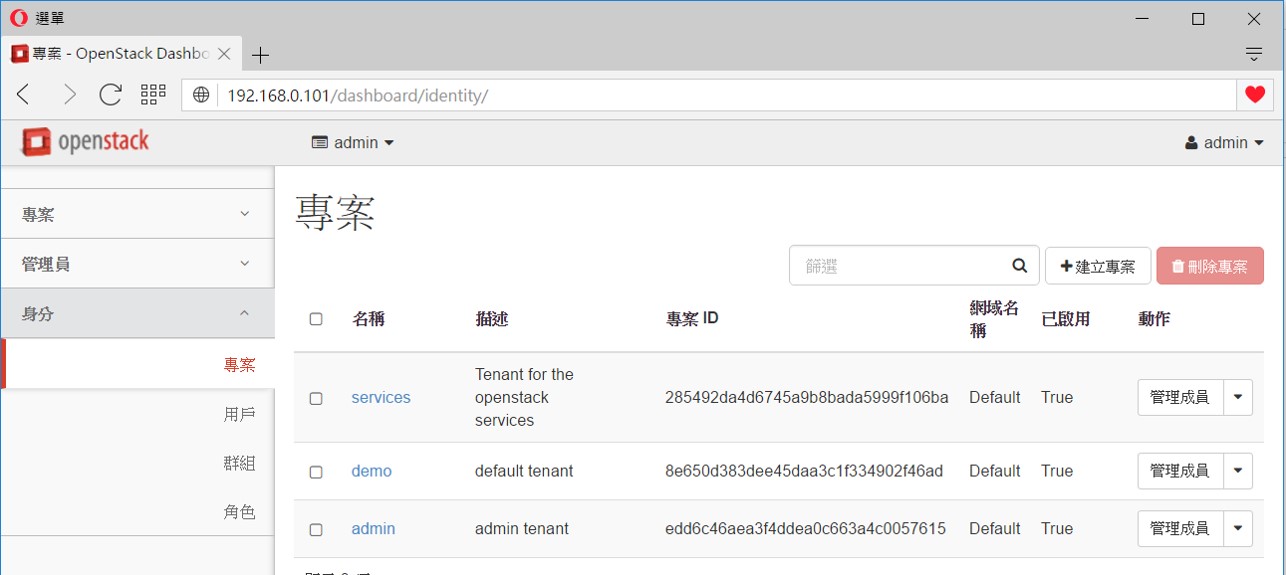 選單
專案 - OpenStack Dashbo
192.168.0.101/dashboard/identity/
openstack
admin
admin
專案
管理員
身分
專案
用戶
群組
角色
專案
篩選
建立專案
刪除專案
名稱 描述 專案 ID 網域名 已啟用 動作
稱
services Tenant for the 285492da4d6745a9b8bada5999f106ba Default True 管理成員
openstack
services
demo default tenant 8e650d383dee45daa3c1f334902f46ad Default True 管理成員
admin admin tenant edd6c46aea3f4ddea0c663a4c0057615 Default True 管理成員